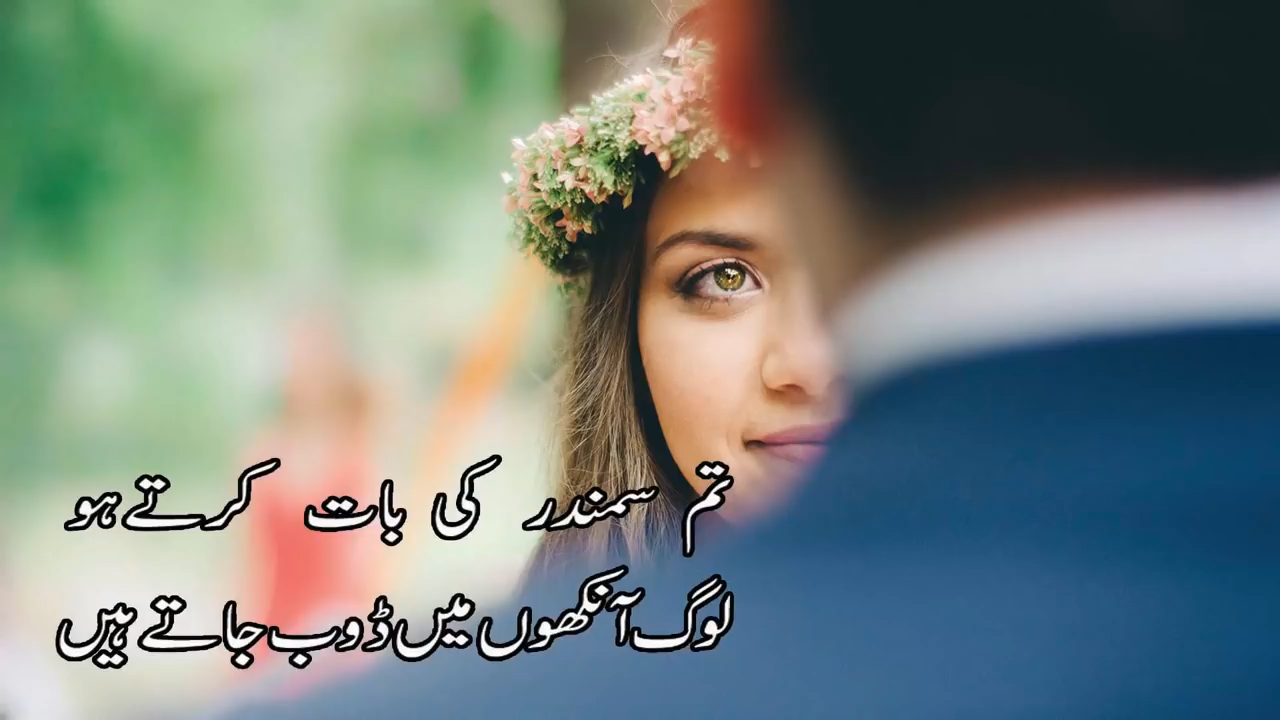 تم سمندر کی بات کرتے ہو
لوگ آنکھوں میں ڈوب جاتے ہیں